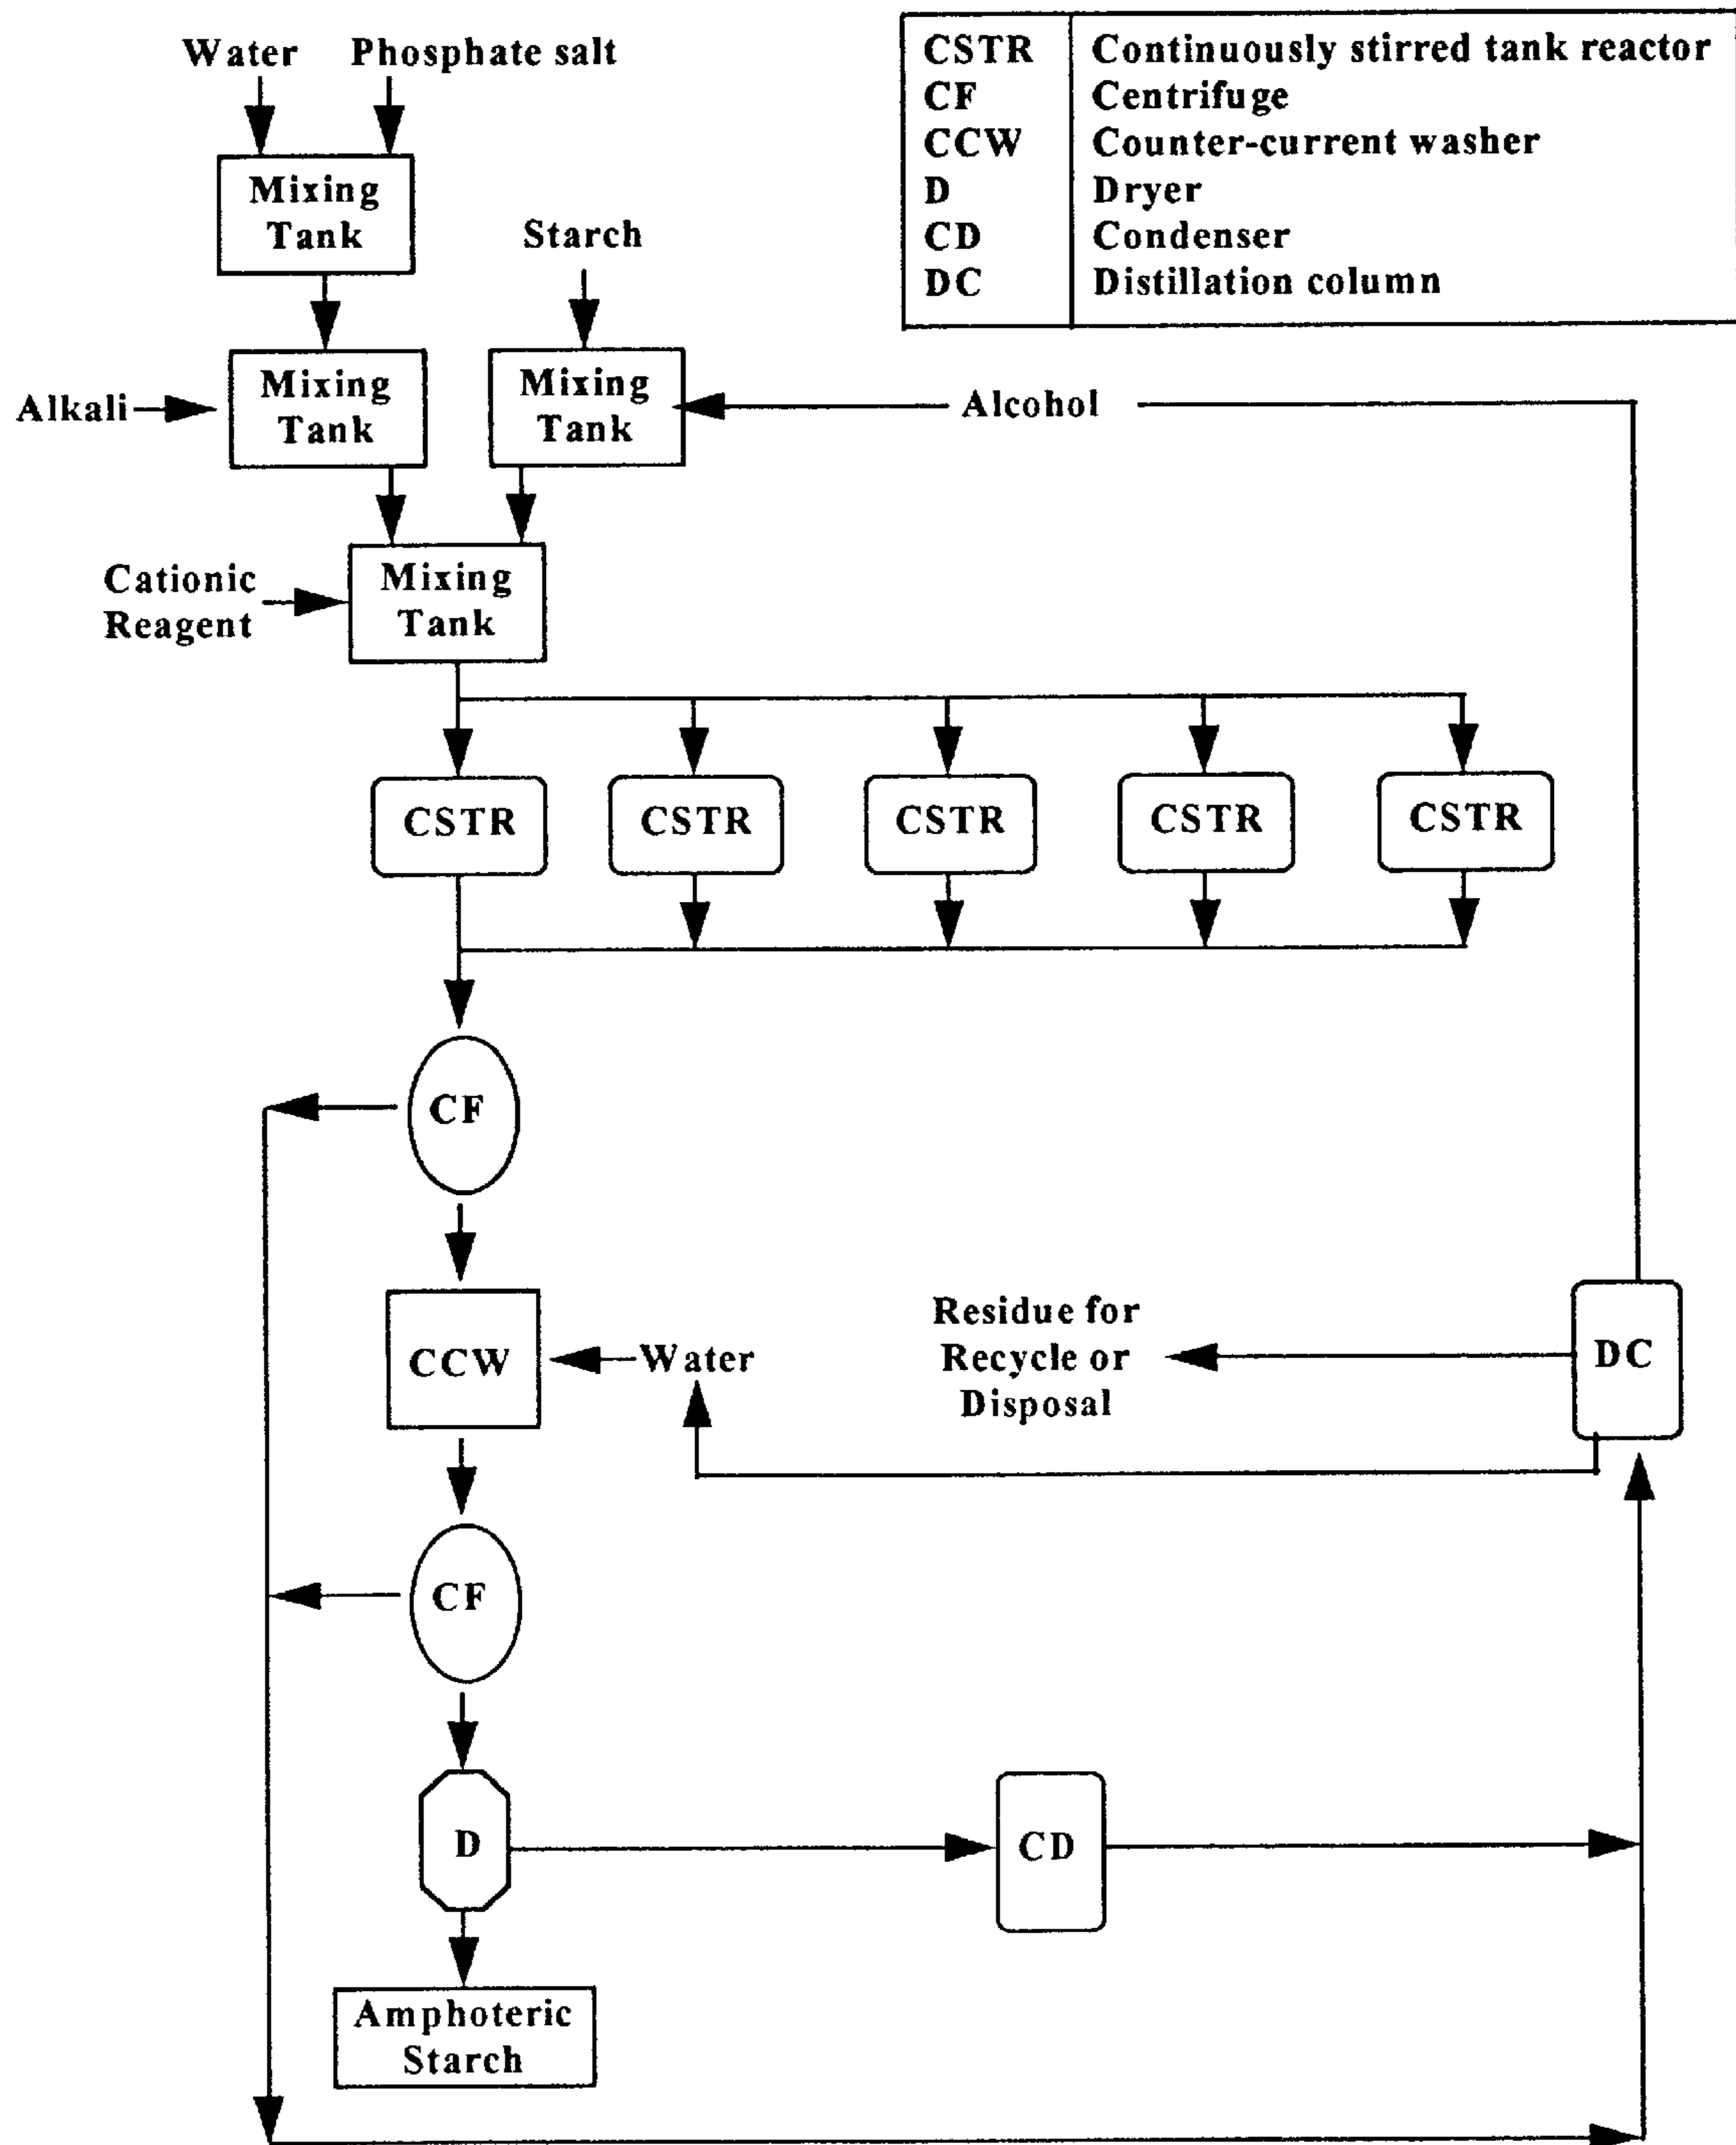 Water Phosphate salt
CSTR Continuously stirred tank reactor
CF Centrifuge
CCW Counter-current washer
D Dryer
CD Condenser
DC Distillation column
Mixing
Tank
Starch
Alkali
Mixing
Tank
Mixing
Tank
Alcohol
Cationic
Reagent
Mixing
Tank
CSTR CSTR CSTR CSTR CSTR
CF
CCW
Water
Residue for
Recycle or
Disposal
DC
CF
D
CD
Amphoteric
Starch